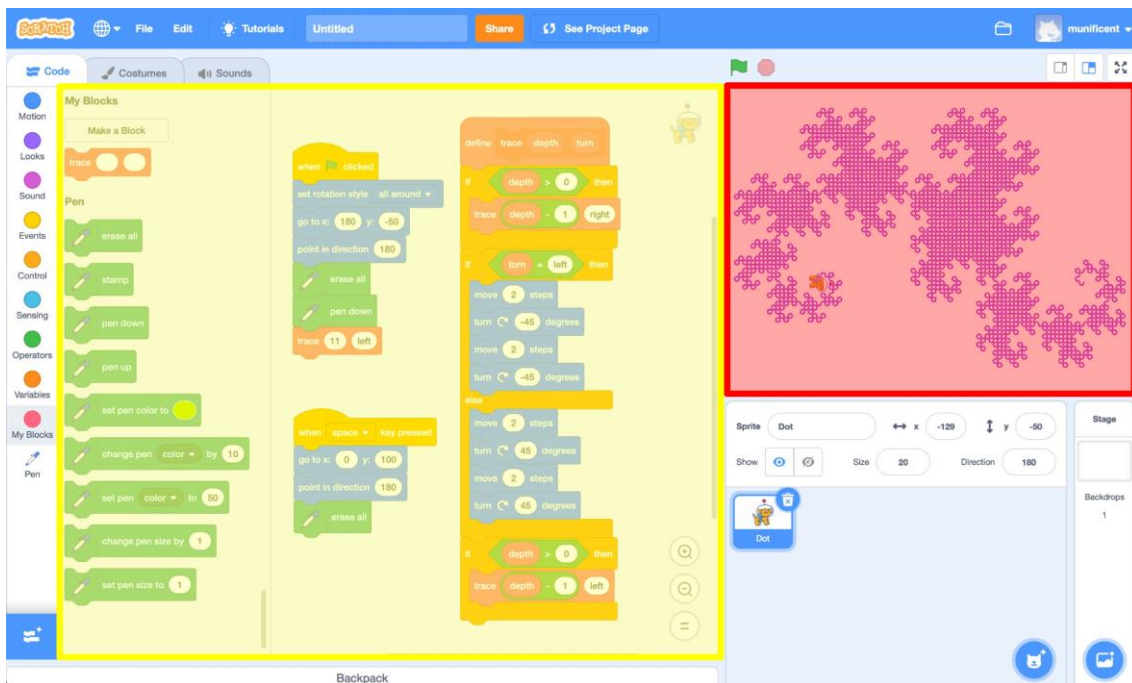 SCRATCH File Edit Tutorials Untitled Share See Project Page munificent
Code Costumes Sounds
Motion
Looks
Sound
Events
Control
Sensing
Operators
Variables
My Blocks
Pen
My Blocks
Make a Block
trace
Pen
erase all
stamp
pen down
pen up
set pen color to
change pen color by 10
set pen color to 50
change pen size by 1
set pen size to 1
when clicked
set rotation style all around
go to x: 180 y: -50
point in direction 180
erase all
pen down
trace 11 left
when space key pressed
go to x: 0 y: 100
point in direction 180
erase all
define trace depth turn
if depth > 0 then
trace depth - 1 right
if turn = left then
move 2 steps
turn -45 degrees
move 2 steps
turn -45 degrees
else
move 2 steps
turn 45 degrees
move 2 steps
turn 45 degrees
if depth > 0 then
trace depth - 1 left
Sprite Dot x -129 y -50
Show Size 20 Direction 180
Dot
Stage
Backdrops
1
Backpack